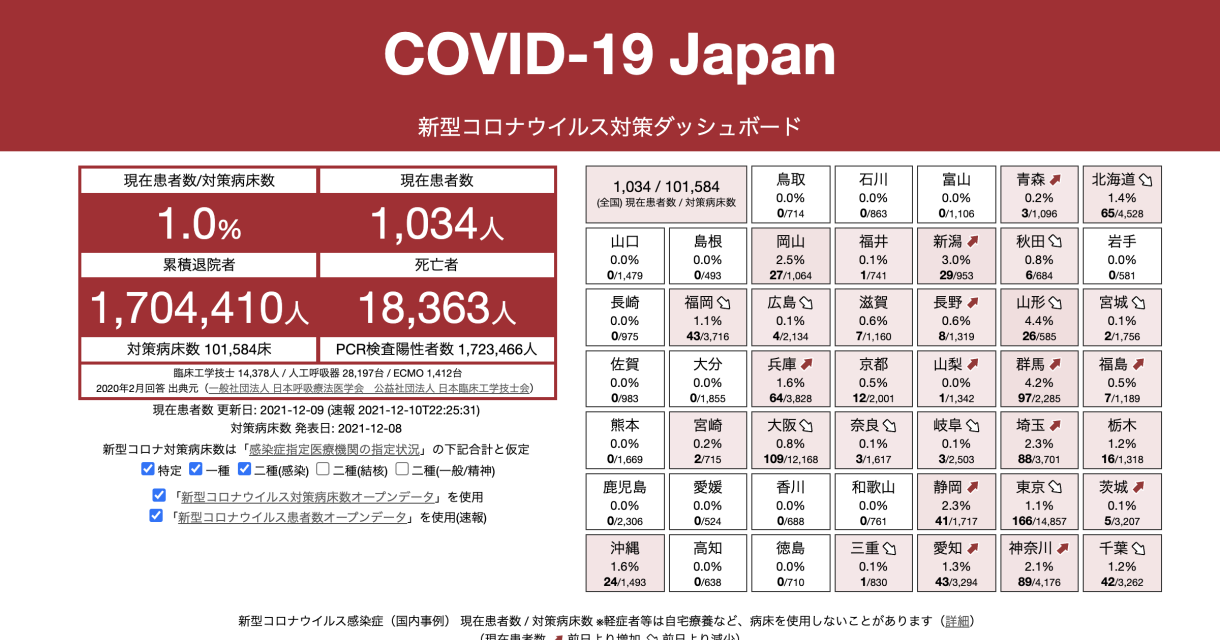 COVID-19 Japan
新型コロナウイルス対策ダッシュボード
現在患者数/対策病床数 現在患者数
1.0% 1,034人
累積退院者 死亡者
1,704,410人 18,363人
対策病床数 101,584床 PCR検査陽性者数 1,723,466人
臨床工学技士 14,378人 / 人工呼吸器 28,197台 / ECMO 1,412台
2020年2月回答 出典元（一般社団法人 日本呼吸療法医学会　公益社団法人 日本臨床工学技士会）
現在患者数 更新日: 2021-12-09 (速報 2021-12-10T22:25:31)
対策病床数 発表日: 2021-12-08
新型コロナ対策病床数は「感染症指定医療機関の指定状況」の下記合計と仮定
特定 一種 二種(感染) 二種(結核) 二種(一般/精神)
「新型コロナウイルス対策病床数オープンデータ」を使用
「新型コロナウイルス患者数オープンデータ」を使用(速報)
1,034 / 101,584
(全国) 現在患者数 / 対策病床数
鳥取 石川 富山 青森 北海道
0.0% 0.0% 0.0% 0.2% 1.4%
0/714 0/863 0/1,106 3/1,096 65/4,528
山口 島根 岡山 福井 新潟 秋田 岩手
0.0% 0.0% 2.5% 0.1% 3.0% 0.8% 0.0%
0/1,479 0/493 27/1,064 1/741 29/953 6/684 0/581
長崎 福岡 広島 滋賀 長野 山形 宮城
0.0% 1.1% 0.1% 0.6% 0.6% 4.4% 0.1%
0/975 43/3,716 4/2,134 7/1,160 8/1,319 26/585 2/1,756
佐賀 大分 兵庫 京都 山梨 群馬 福島
0.0% 0.0% 1.6% 0.5% 0.0% 4.2% 0.5%
0/983 0/1,855 64/3,828 12/2,001 1/1,342 97/2,285 7/1,189
熊本 宮崎 大阪 奈良 岐阜 埼玉 栃木
0.0% 0.2% 0.8% 0.1% 0.1% 2.3% 1.2%
0/1,669 2/715 109/12,168 3/1,617 3/2,503 88/3,701 16/1,318
鹿児島 愛媛 香川 和歌山 静岡 東京 茨城
0.0% 0.0% 0.0% 0.0% 2.3% 1.1% 0.1%
0/2,306 0/524 0/688 0/761 41/1,717 166/14,857 5/3,207
沖縄 高知 徳島 三重 愛知 神奈川 千葉
1.6% 0.0% 0.0% 0.1% 1.3% 2.1% 1.2%
24/1,493 0/638 0/710 1/830 43/3,294 89/4,176 42/3,262
新型コロナウイルス感染症（国内事例） 現在患者数 / 対策病床数 ※軽症者等は自宅療養など、病床を使用しないことがあります（詳細）
（現在患者数 前日より増加 前日より減少）